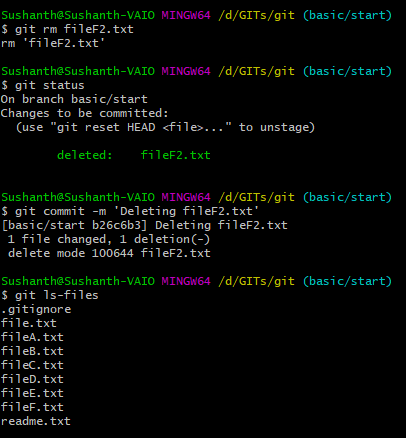 Sushanth@Sushanth-VAIO MINGW64 /d/GITs/git (basic/start)
$ git rm fileF2.txt
rm 'fileF2.txt'
Sushanth@Sushanth-VAIO MINGW64 /d/GITs/git (basic/start)
$ git status
On branch basic/start
Changes to be committed:
  (use "git reset HEAD <file>..." to unstage)
        deleted:    fileF2.txt
Sushanth@Sushanth-VAIO MINGW64 /d/GITs/git (basic/start)
$ git commit -m 'Deleting fileF2.txt'
[basic/start b26c6b3] Deleting fileF2.txt
 1 file changed, 1 deletion(-)
 delete mode 100644 fileF2.txt
Sushanth@Sushanth-VAIO MINGW64 /d/GITs/git (basic/start)
$ git ls-files
.gitignore
file.txt
fileA.txt
fileB.txt
fileC.txt
fileD.txt
fileE.txt
fileF.txt
readme.txt